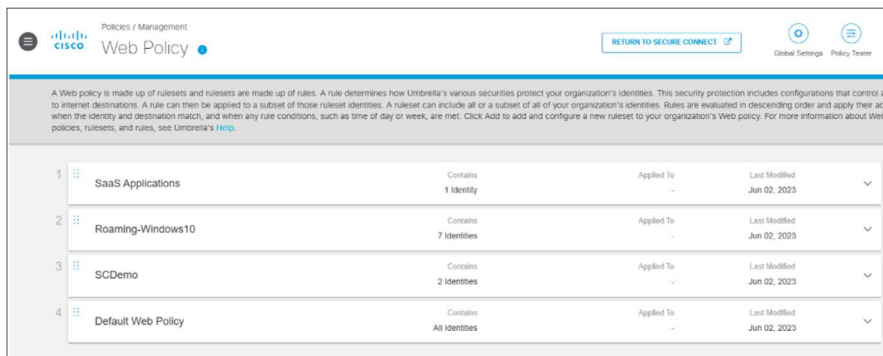 Policies / Management
CISCO
Web Policy
RETURN TO SECURE CONNECT
Global Settings
Policy Tester
A Web policy is made up of rulesets and rulesets are made up of rules. A rule determines how Umbrella's various securities protect your organization's identities. This security protection includes configurations that control
to internet destinations. A rule can then be applied to a subset of those ruleset identities. A ruleset can include all or a subset of all of your organization's identities. Rules are evaluated in descending order and apply their
when the identity and destination match, and when any rule conditions, such as time of day or week, are met. Click Add to add and configure a new ruleset to your organization's Web policy. For more information about
policies, rulesets, and rules, see Umbrella's Help.
1 SaaS Applications Contains 1 Identity Applied To - Last Modified Jun 02, 2023
2 Roaming-Windows10 Contains 7 Identities Applied To - Last Modified Jun 02, 2023
3 SCDemo Contains 2 Identities Applied To - Last Modified Jun 02, 2023
4 Default Web Policy Contains All Identities Applied To - Last Modified Jun 02, 2023